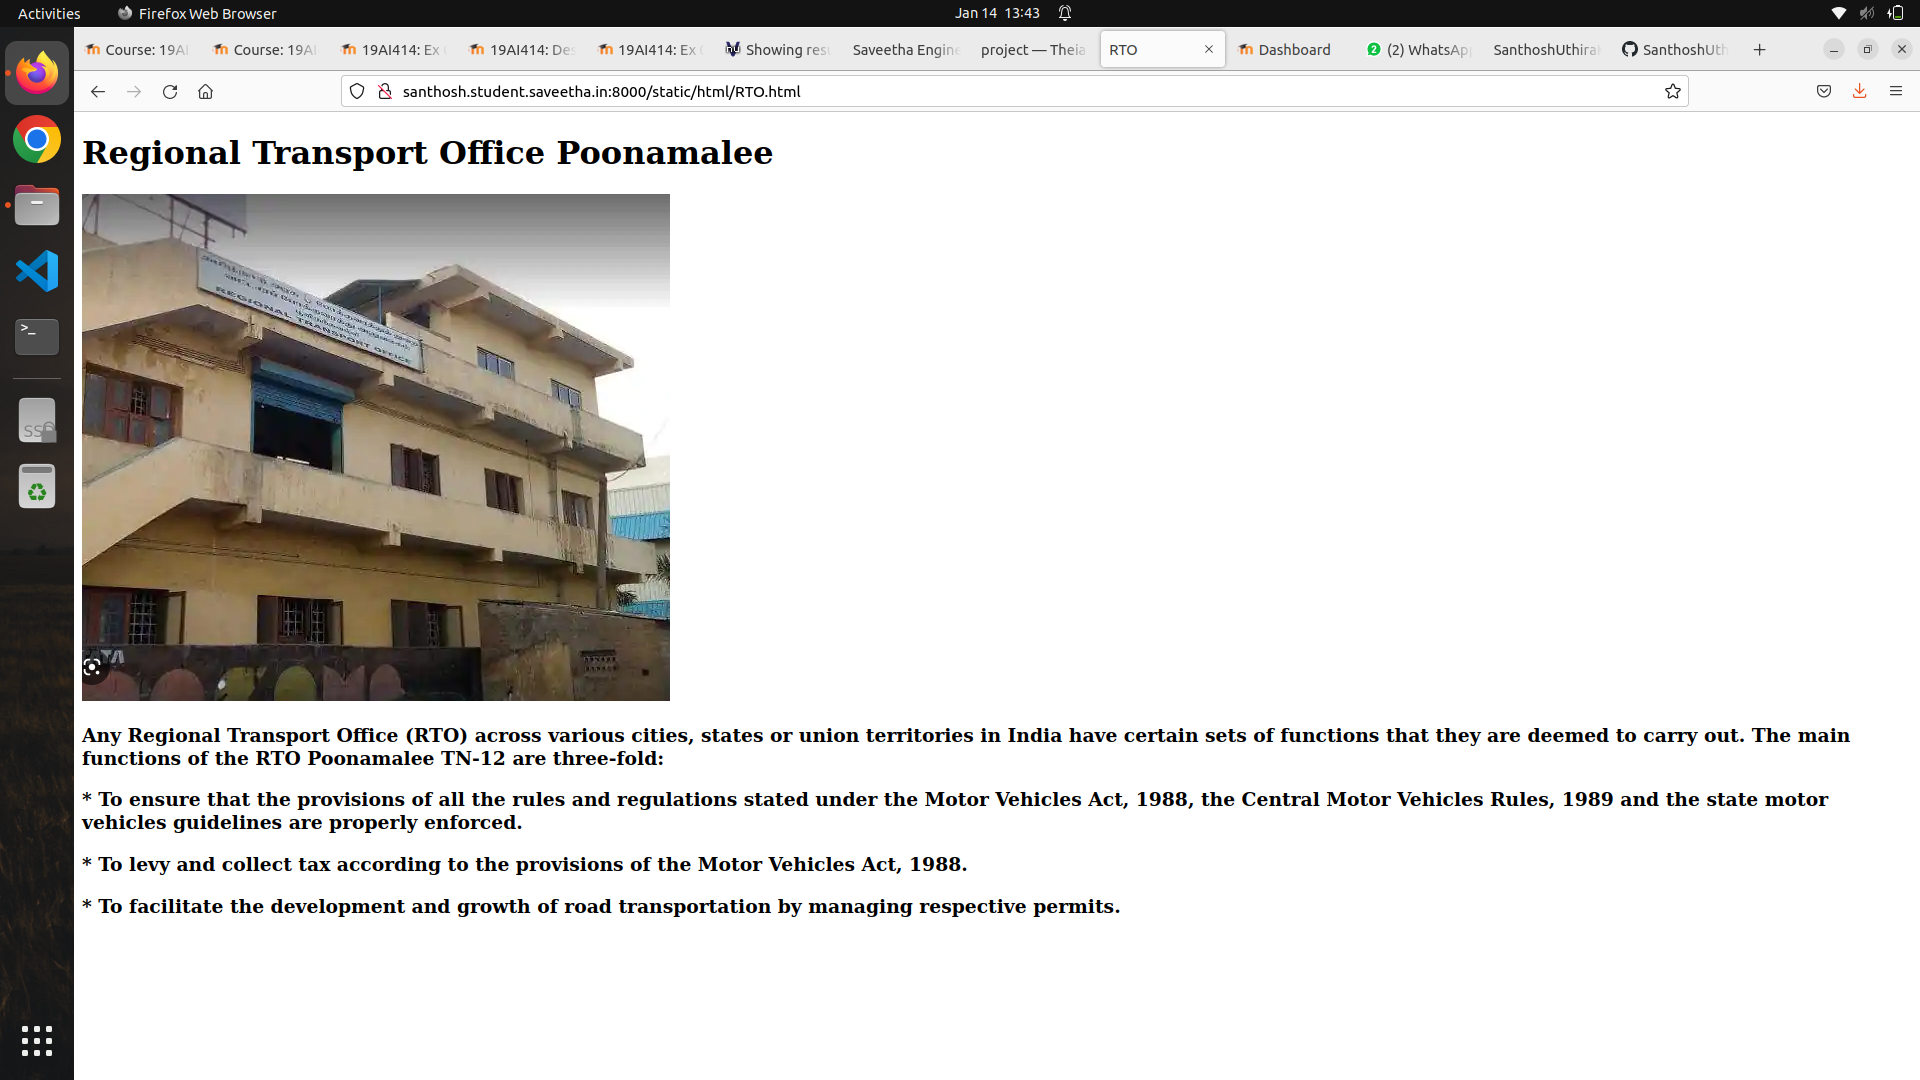 Activities
Firefox Web Browser
Jan 14 13:43
Course: 19AI
Course: 19AI
19AI414: Ex
19AI414: Des
19AI414: Ex
Showing res
Saveetha Engine
project — Theia
RTO
Dashboard
(2) WhatsApp
SanthoshUthira
SanthoshUth
santhosh.student.saveetha.in:8000/static/html/RTO.html
Regional Transport Office Poonamalee
REGIONAL TRANSPORT OFFICE
Any Regional Transport Office (RTO) across various cities, states or union territories in India have certain sets of functions that they are deemed to carry out. The main
functions of the RTO Poonamalee TN-12 are three-fold:
* To ensure that the provisions of all the rules and regulations stated under the Motor Vehicles Act, 1988, the Central Motor Vehicles Rules, 1989 and the state motor
vehicles guidelines are properly enforced.
* To levy and collect tax according to the provisions of the Motor Vehicles Act, 1988.
* To facilitate the development and growth of road transportation by managing respective permits.